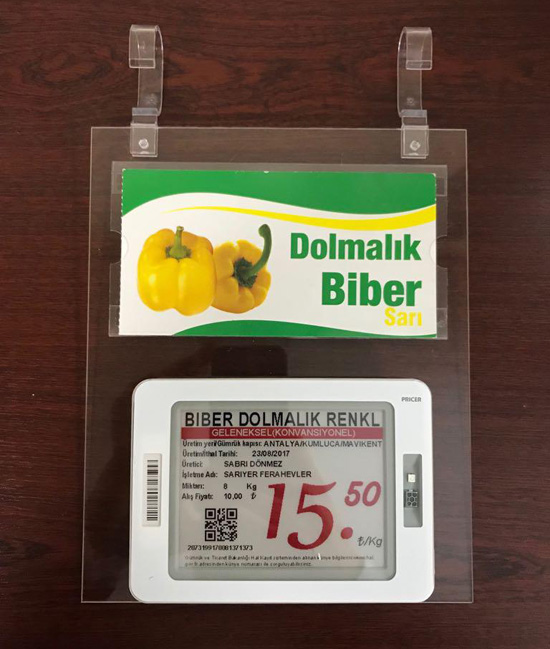 Dolmalık
Biber
Sarı
PRICER
BIBER DOLMALIK RENKL
GELENEKSEL(KONVANSIYONEL)
Üretim yeri/Gümrük kapısı: ANTALYA/KUMLUCA/MAVIKENT
Üretim/İthal Tarihi: 23/08/2017
Üretici: SABRI DÖNMEZ
İşletme Adı: SARIYER FERAHEVLER
Miktarı: 8 Kg
Alış Fiyatı: 10,00 ₺
15.50
₺/Kg